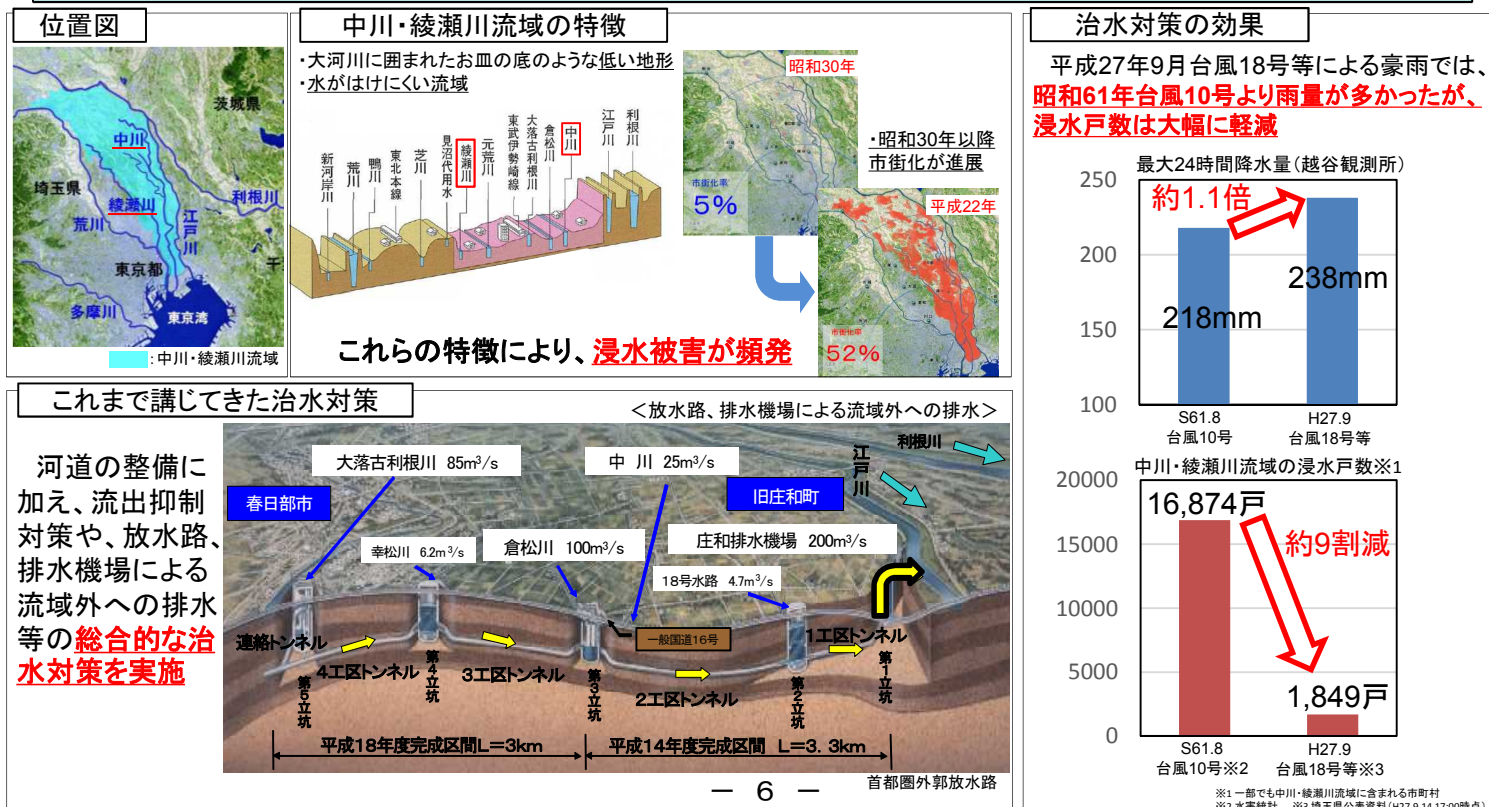 位置図
茨城県
中川
埼玉県
綾瀬川
利根川
荒川
江戸川
東京都
千
多摩川
東京湾
:中川・綾瀬川流域
中川・綾瀬川流域の特徴
・大河川に囲まれたお皿の底のような低い地形
・水がはけにくい流域
新河岸川
荒川
鴨川
東北本線
芝川
見沼代用水
綾瀬川
元荒川
東武伊勢崎線
大落古利根川
倉松川
中川
江戸川
利根川
昭和30年
市街化率
5%
・昭和30年以降
市街化が進展
平成22年
市街化率
52%
これらの特徴により、浸水被害が頻発
これまで講じてきた治水対策
河道の整備に
加え、流出抑制
対策や、放水路、
排水機場による
流域外への排水
等の総合的な治
水対策を実施
<放水路、排水機場による流域外への排水>
利根川
江戸川
大落古利根川 85m³/s
中 川 25m³/s
春日部市
旧庄和町
幸松川 6.2m³/s
倉松川 100m³/s
庄和排水機場 200m³/s
18号水路 4.7m³/s
一般国道16号
連絡トンネル
4工区トンネル
3工区トンネル
2工区トンネル
1工区トンネル
第5立坑
第4立坑
第3立坑
第2立坑
第1立坑
平成18年度完成区間L=3km
平成14年度完成区間 L=3.3km
首都圏外郭放水路
治水対策の効果
平成27年9月台風18号等による豪雨では、
昭和61年台風10号より雨量が多かったが、
浸水戸数は大幅に軽減
最大24時間降水量(越谷観測所)
250
200
150
100
約1.1倍
218mm
238mm
S61.8
台風10号
H27.9
台風18号等
中川・綾瀬川流域の浸水戸数※1
20000
15000
10000
5000
0
16,874戸
約9割減
1,849戸
S61.8
台風10号※2
H27.9
台風18号等※3
※1 一部でも中川・綾瀬川流域に含まれる市町村
※2 水害統計 ※3 埼玉県公表資料(H27.9.14 17:00時点)
― 6 ―